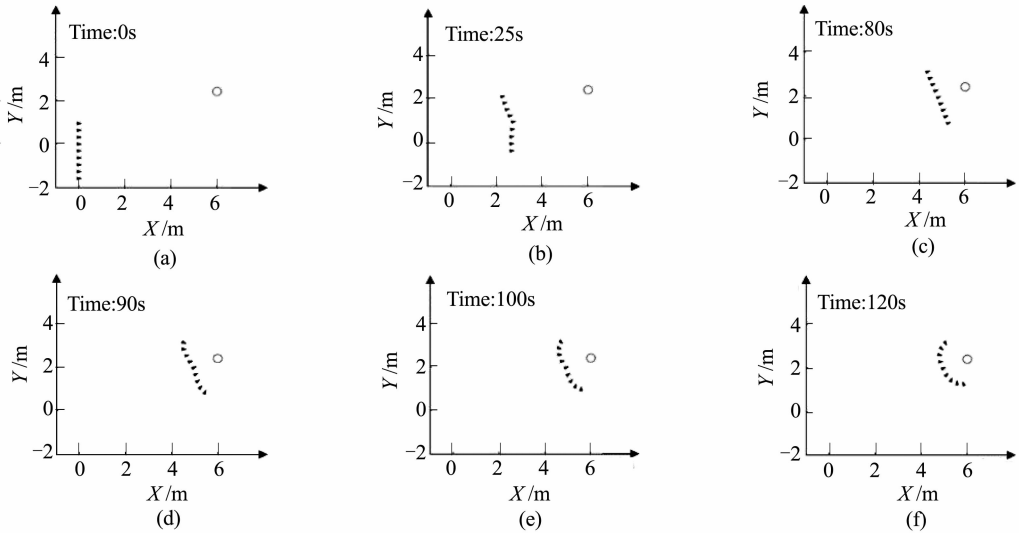 Time:0s
4
2
0
−2
Y/m
0 2 4 6
X/m
(a)
Time:25s
4
2
0
−2
Y/m
0 2 4 6
X/m
(b)
Time:80s
4
2
0
−2
Y/m
0 2 4 6
X/m
(c)
Time:90s
4
2
0
−2
Y/m
0 2 4 6
X/m
(d)
Time:100s
4
2
0
−2
Y/m
0 2 4 6
X/m
(e)
Time:120s
4
2
0
−2
Y/m
0 2 4 6
X/m
(f)